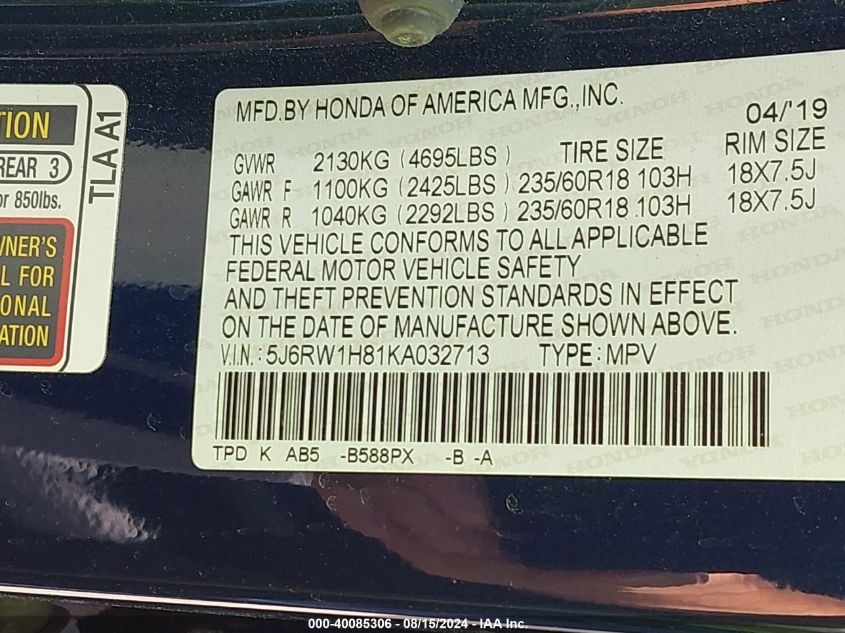 TION
REAR 3
or 850lbs.
WNER'S
L FOR
ONAL
ATION
TLA A1
MFD.BY HONDA OF AMERICA MFG.,INC.
04/'19
GVWR 2130KG (4695LBS) TIRE SIZE RIM SIZE
GAWR F 1100KG (2425LBS) 235/60R18 103H 18X7.5J
GAWR R 1040KG (2292LBS) 235/60R18 103H 18X7.5J
THIS VEHICLE CONFORMS TO ALL APPLICABLE
FEDERAL MOTOR VEHICLE SAFETY
AND THEFT PREVENTION STANDARDS IN EFFECT
ON THE DATE OF MANUFACTURE SHOWN ABOVE.
V.I.N.: 5J6RW1H81KA032713 TYPE: MPV
TPD K AB5 -B588PX -B -A
000-40085306 - 08/15/2024 - IAA Inc.